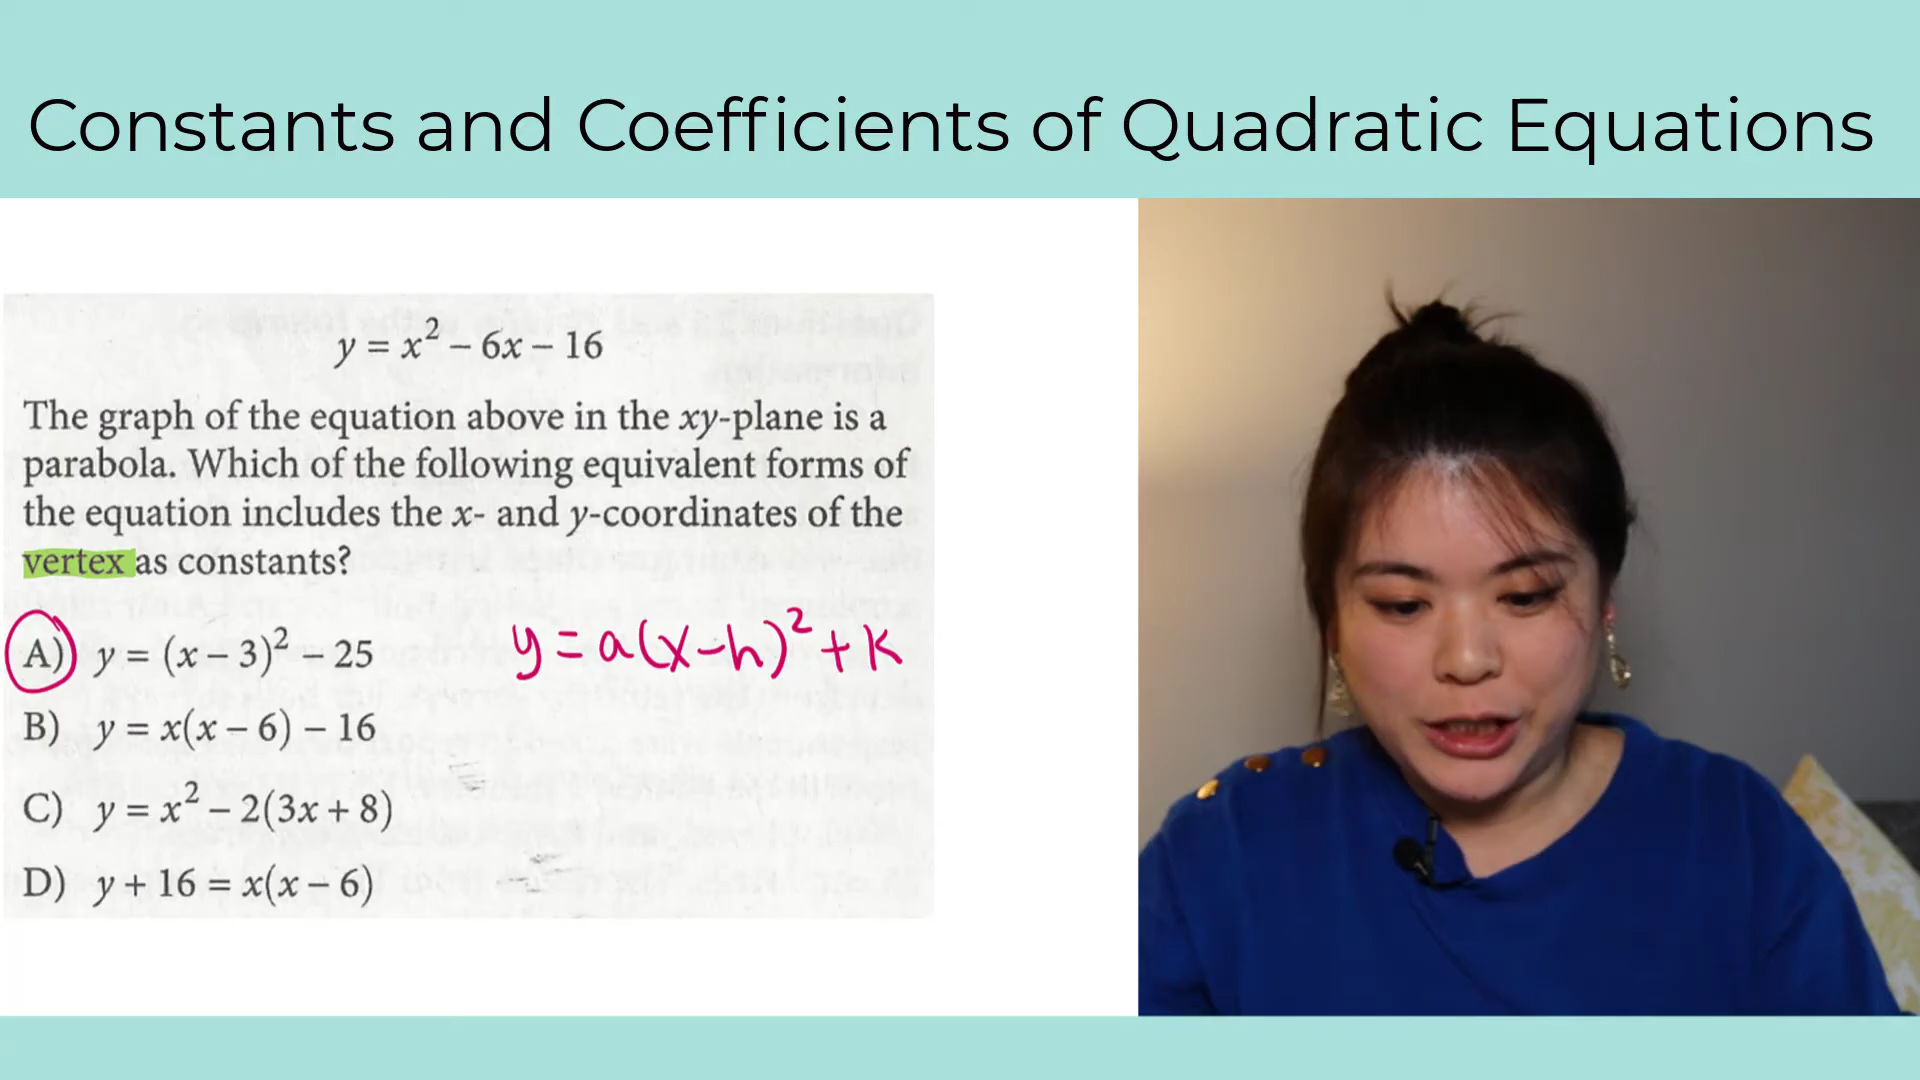 Constants and Coefficients of Quadratic Equations
y = x² – 6x – 16
The graph of the equation above in the xy-plane is a
parabola. Which of the following equivalent forms of
the equation includes the x- and y-coordinates of the
vertex as constants?
A) y = (x – 3)² – 25
y = a(x-h)² + k
B) y = x(x – 6) – 16
C) y = x² – 2(3x + 8)
D) y + 16 = x(x – 6)